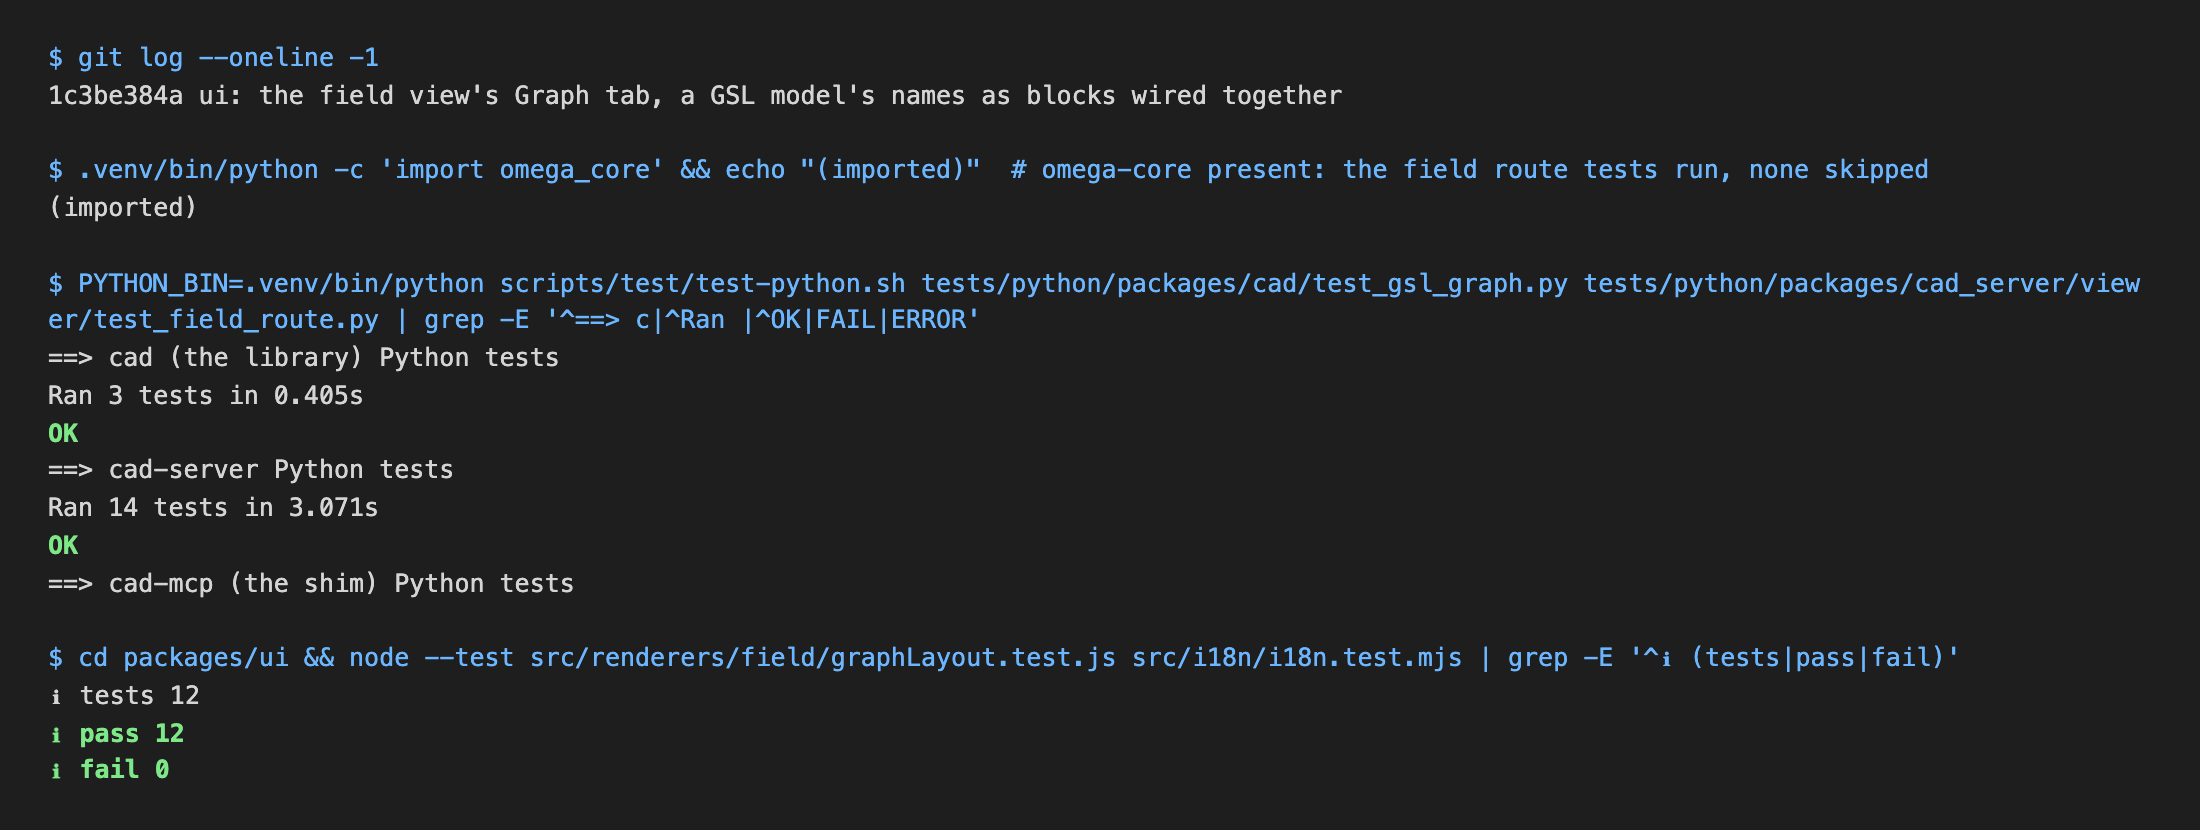 $ git log --oneline -1
1c3be384a ui: the field view's Graph tab, a GSL model's names as blocks wired together
$ .venv/bin/python -c 'import omega_core' && echo "(imported)"  # omega-core present: the field route tests run, none skipped
(imported)
$ PYTHON_BIN=.venv/bin/python scripts/test/test-python.sh tests/python/packages/cad/test_gsl_graph.py tests/python/packages/cad_server/view
er/test_field_route.py | grep -E '^==> c|^Ran |^OK|FAIL|ERROR'
==> cad (the library) Python tests
Ran 3 tests in 0.405s
OK
==> cad-server Python tests
Ran 14 tests in 3.071s
OK
==> cad-mcp (the shim) Python tests
$ cd packages/ui && node --test src/renderers/field/graphLayout.test.js src/i18n/i18n.test.mjs | grep -E '^ℹ (tests|pass|fail)'
ℹ tests 12
ℹ pass 12
ℹ fail 0